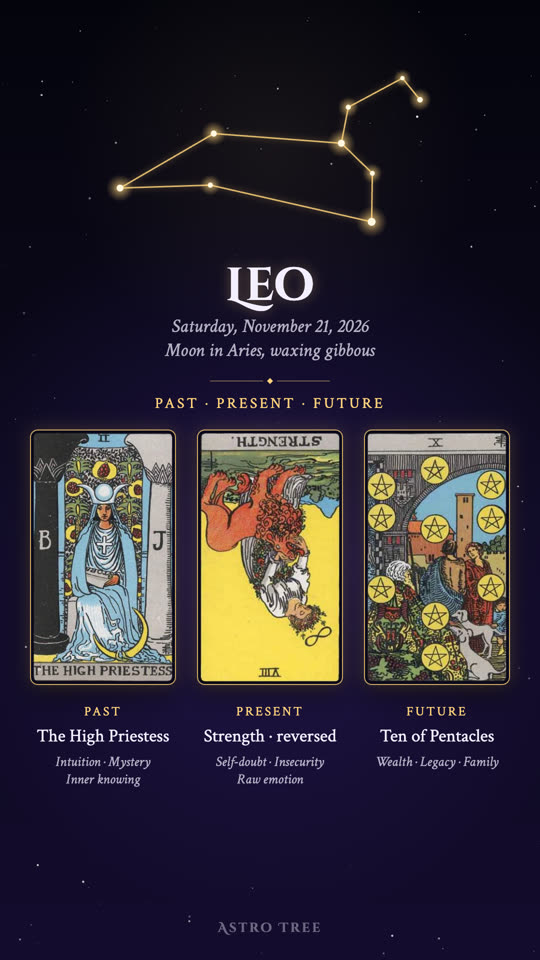 LEO
Saturday, November 21, 2026
Moon in Aries, waxing gibbous
PAST · PRESENT · FUTURE
II
B J
THE HIGH PRIESTESS
STRENGTH.
VIII
X
PAST
The High Priestess
Intuition · Mystery
Inner knowing
PRESENT
Strength · reversed
Self-doubt · Insecurity
Raw emotion
FUTURE
Ten of Pentacles
Wealth · Legacy · Family
ASTRO TREE